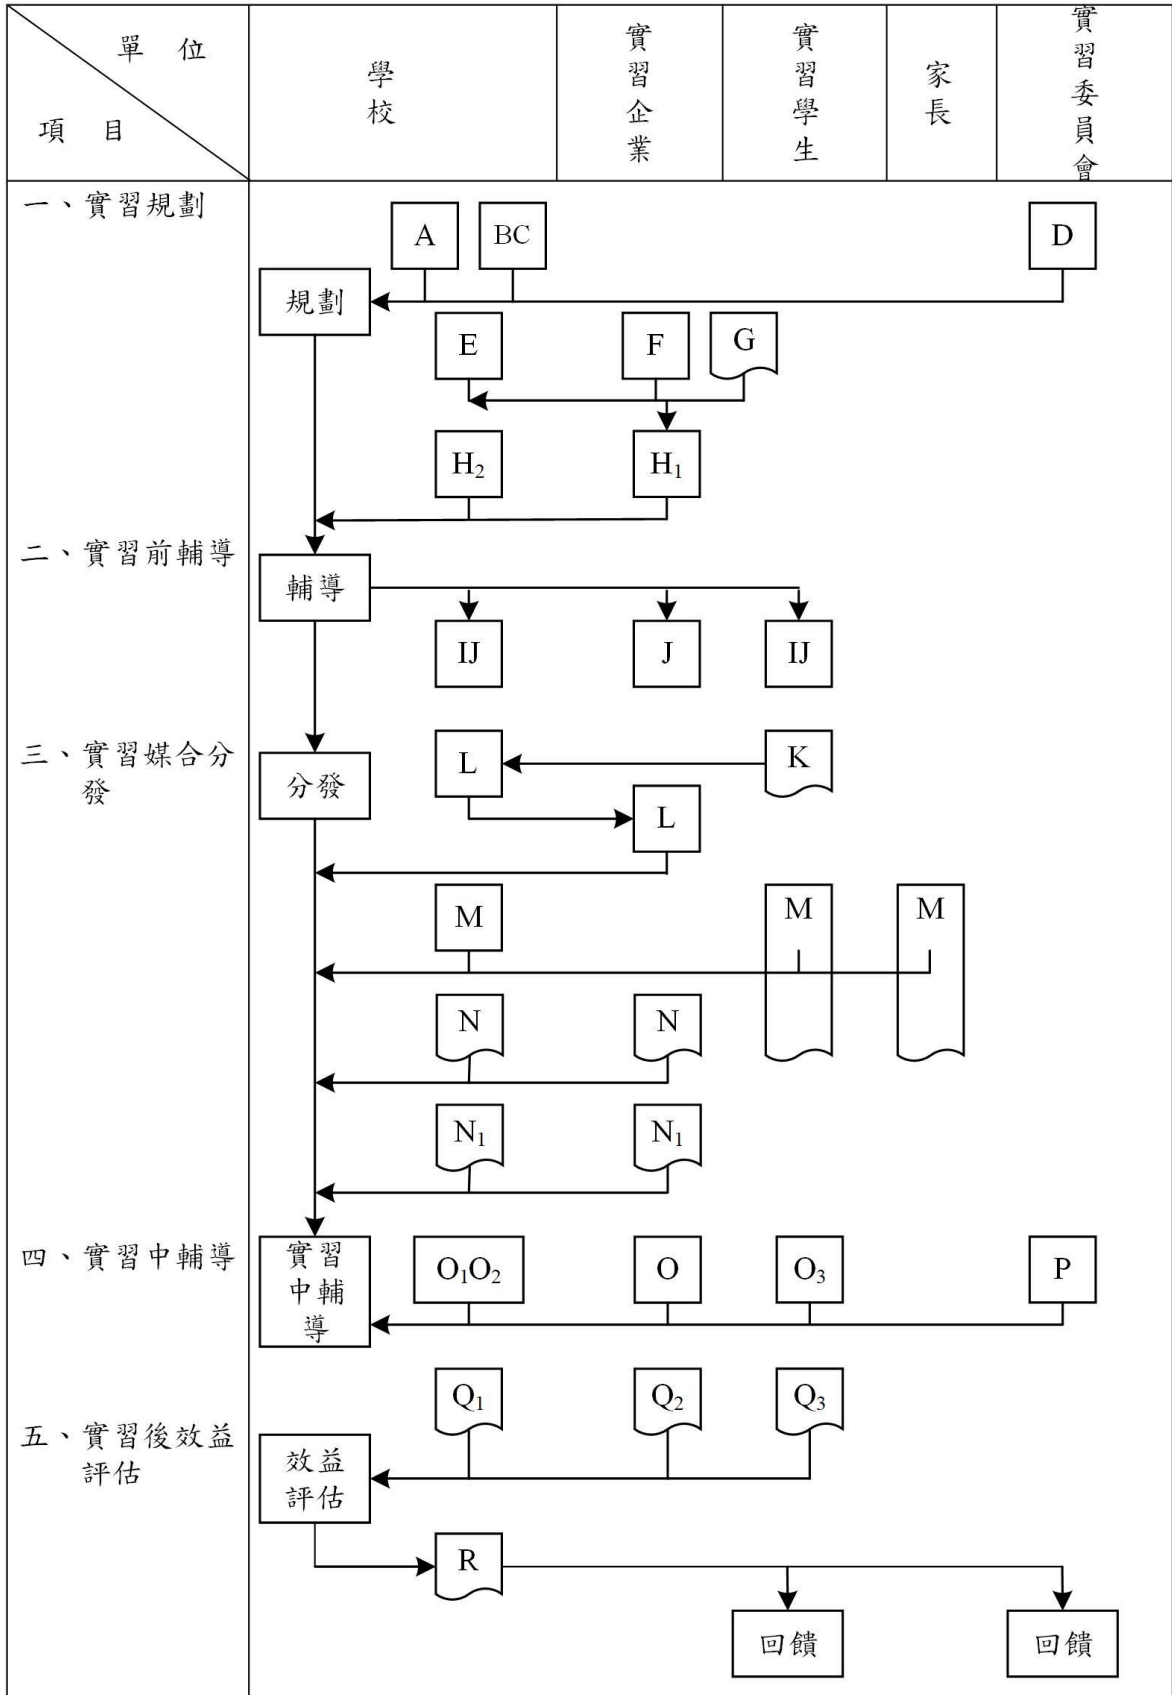 單 位
項 目
學校
實習企業
實習學生
家長
實習委員會
一、實習規劃
A
BC
D
規劃
E
F
G
H₂
H₁
二、實習前輔導
輔導
IJ
J
IJ
三、實習媒合分
發
分發
L
K
L
M
M
M
N
N
N₁
N₁
四、實習中輔導
實習
中輔
導
O₁O₂
O
O₃
P
Q₁
Q₂
Q₃
五、實習後效益
評估
效益
評估
R
回饋
回饋